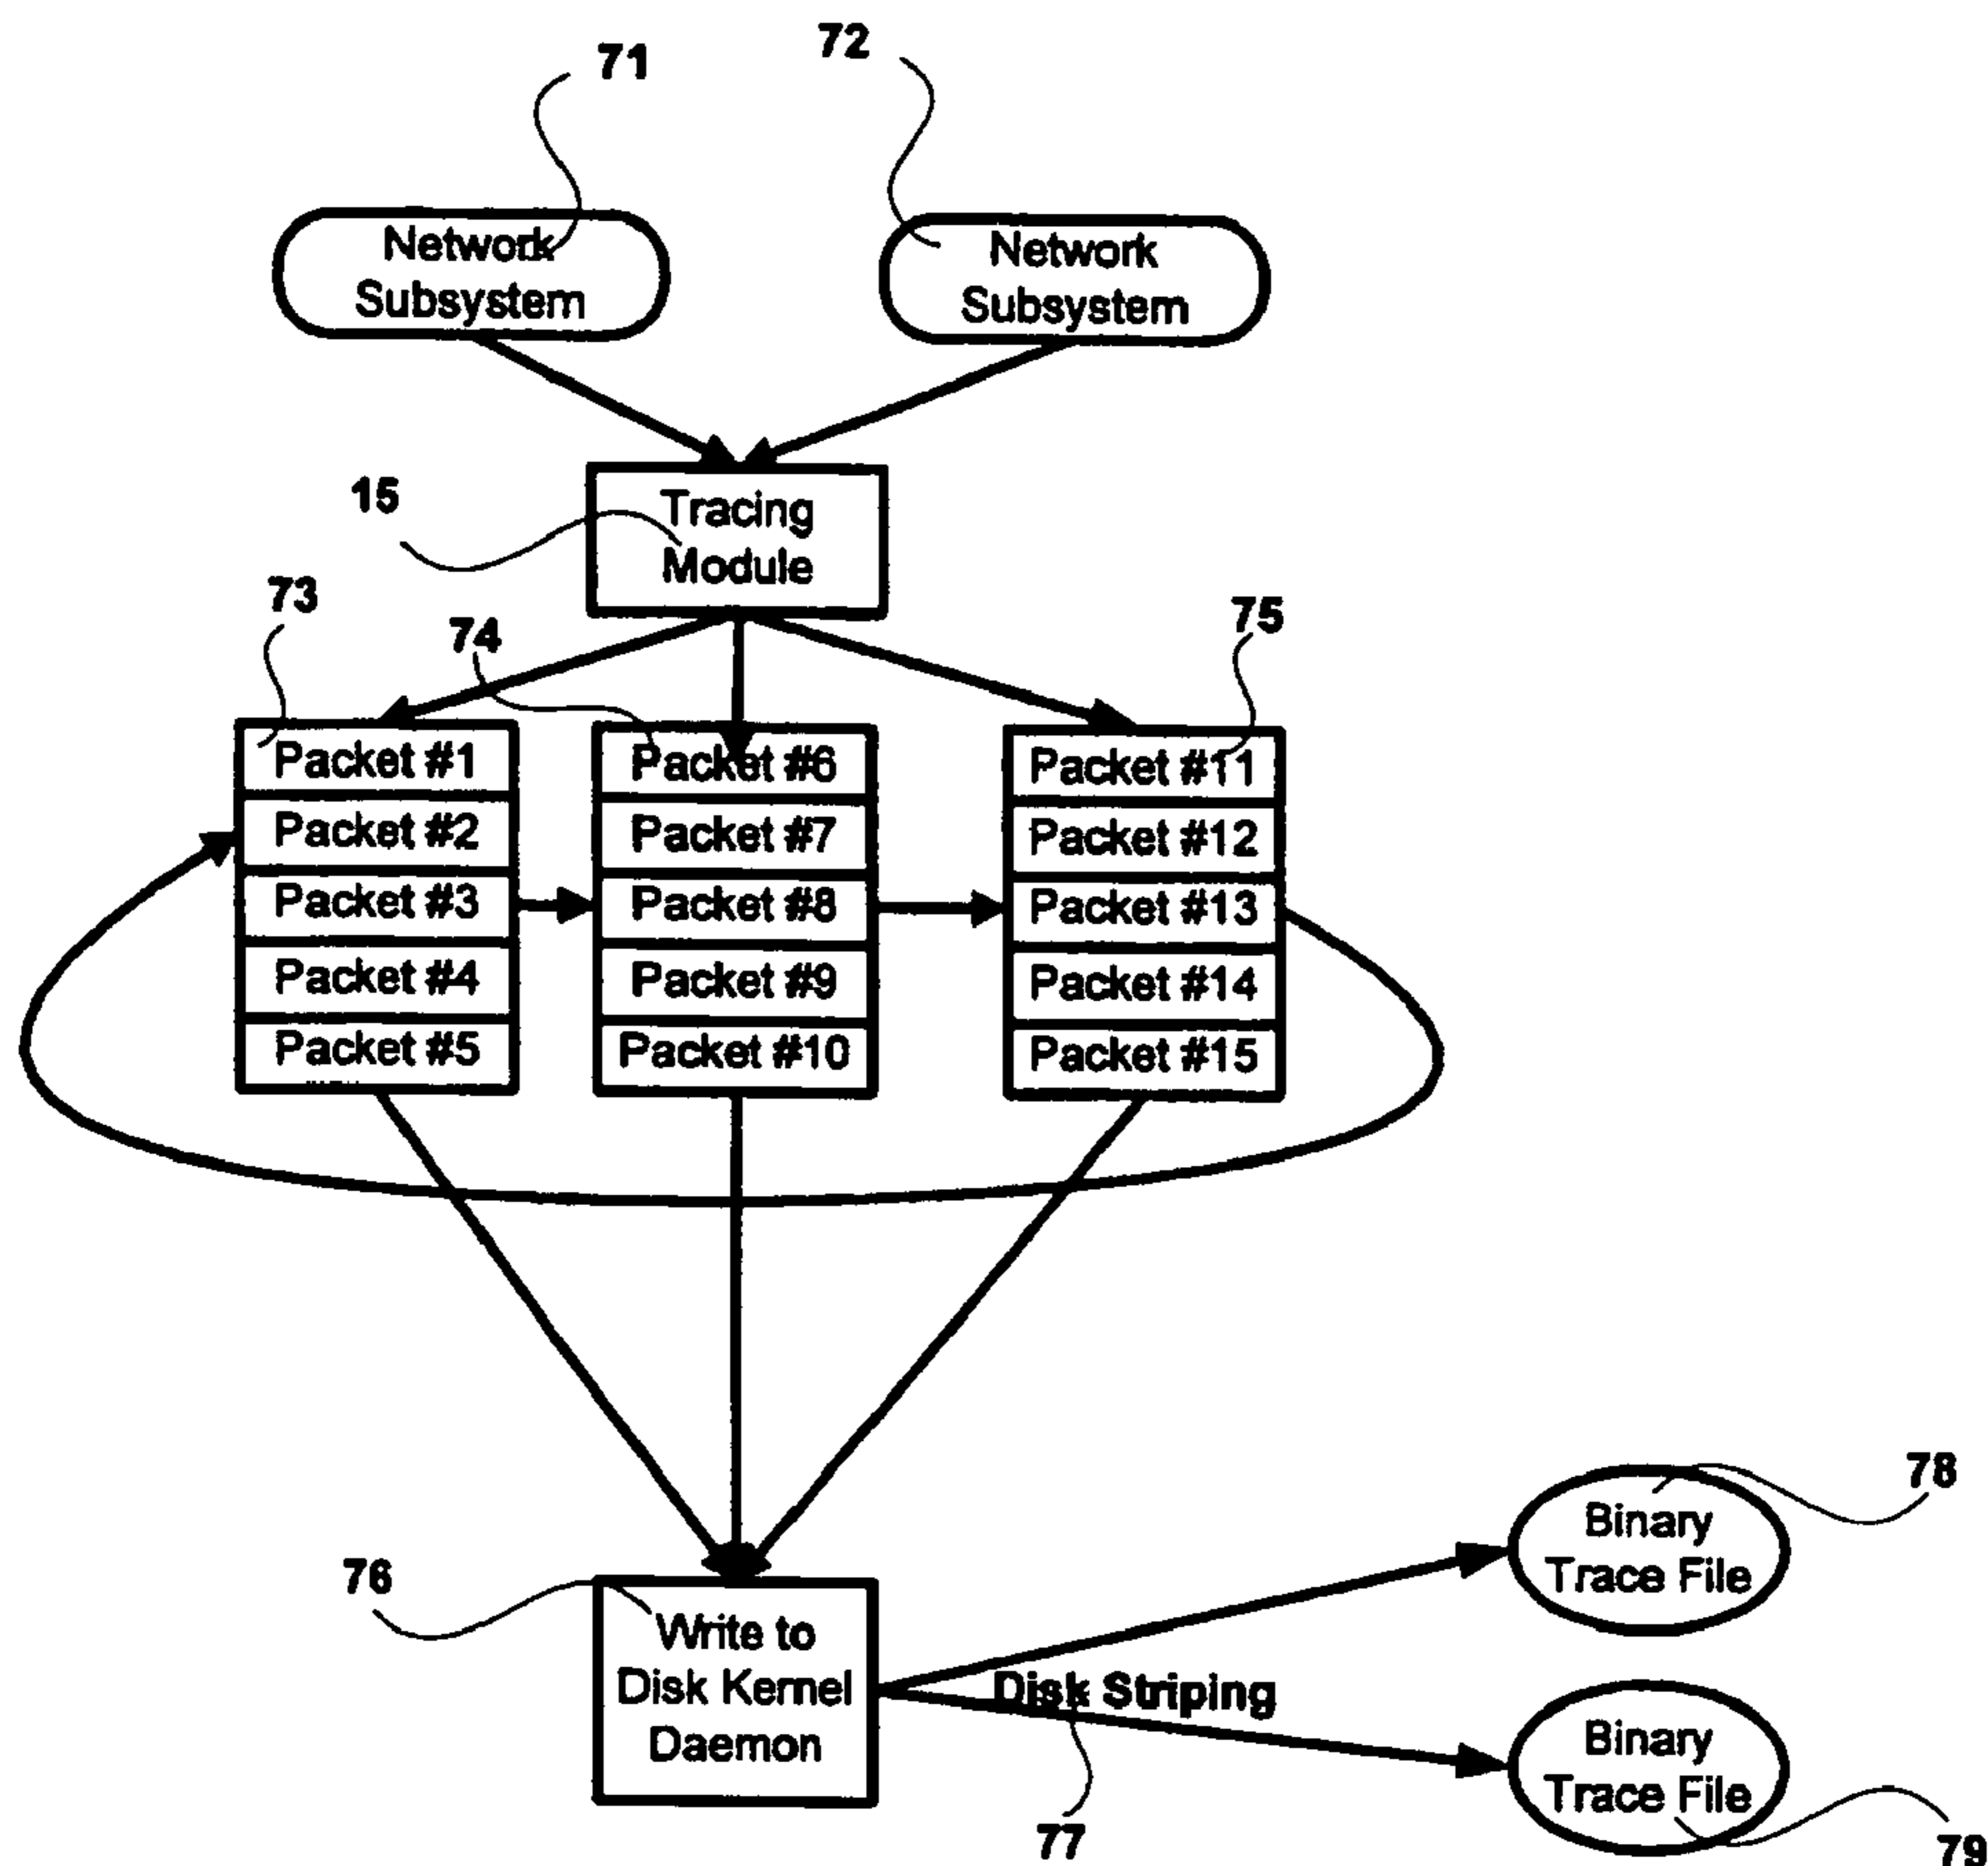 71
72
Network
Subsystem
Network
Subsystem
15
Tracing
Module
73
74
75
Packet #1
Packet #2
Packet #3
Packet #4
Packet #5
Packet #6
Packet #7
Packet #8
Packet #9
Packet #10
Packet #11
Packet #12
Packet #13
Packet #14
Packet #15
76
Write to
Disk Kernel
Daemon
Disk Striping
77
78
Binary
Trace File
Binary
Trace File
79